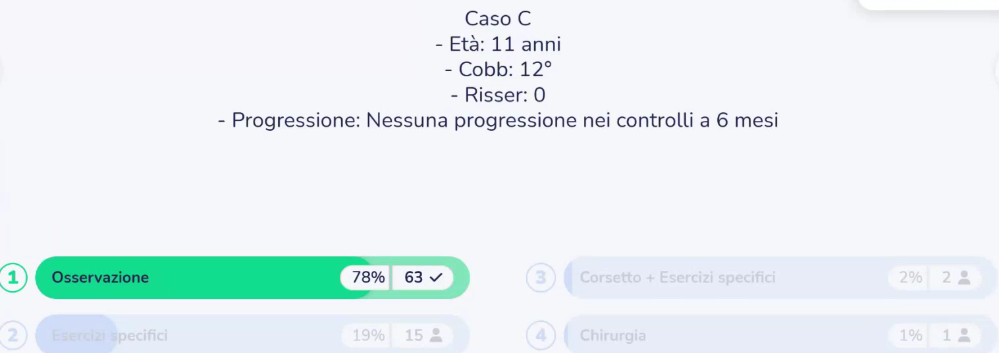 Caso C
- Età: 11 anni
- Cobb: 12°
- Risser: 0
- Progressione: Nessuna progressione nei controlli a 6 mesi
1 Osservazione 78% 63
2 Esercizi specifici 19% 15
3 Corsetto + Esercizi specifici 2% 2
4 Chirurgia 1% 1